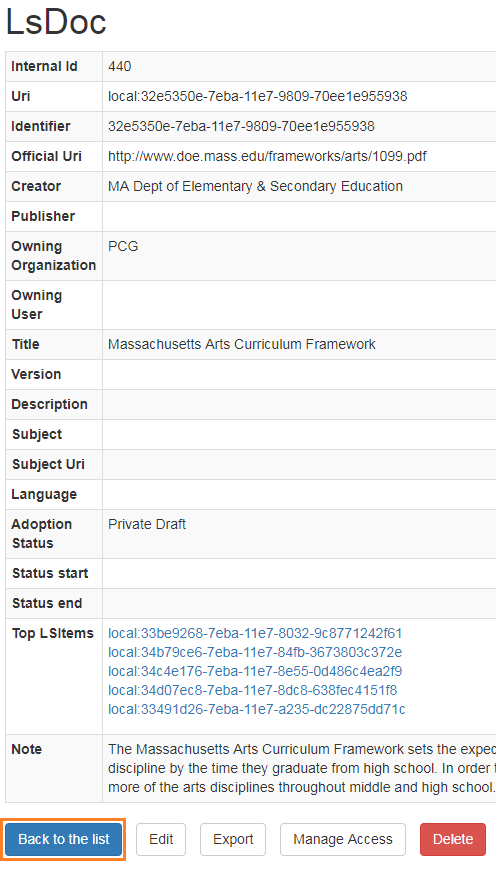 LsDoc
Internal Id 440
Uri local:32e5350e-7eba-11e7-9809-70ee1e955938
Identifier 32e5350e-7eba-11e7-9809-70ee1e955938
Official Uri http://www.doe.mass.edu/frameworks/arts/1099.pdf
Creator MA Dept of Elementary & Secondary Education
Publisher
Owning Organization PCG
Owning User
Title Massachusetts Arts Curriculum Framework
Version
Description
Subject
Subject Uri
Language
Adoption Status Private Draft
Status start
Status end
Top LSItems local:33be9268-7eba-11e7-8032-9c8771242f61
local:34b79ce6-7eba-11e7-84fb-3673803c372e
local:34c4e176-7eba-11e7-8e55-0d486c4ea2f9
local:34d07ec8-7eba-11e7-8dc8-638fec4151f8
local:33491d26-7eba-11e7-a235-dc22875dd71c
Note The Massachusetts Arts Curriculum Framework sets the expec
discipline by the time they graduate from high school. In order t
more of the arts disciplines throughout middle and high school.
Back to the list Edit Export Manage Access Delete